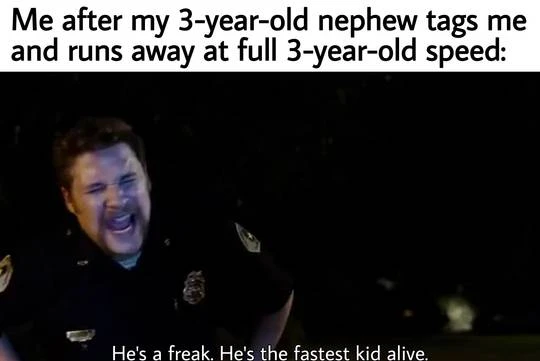 Me after my 3-year-old nephew tags me
and runs away at full 3-year-old speed:
He's a freak. He's the fastest kid alive.